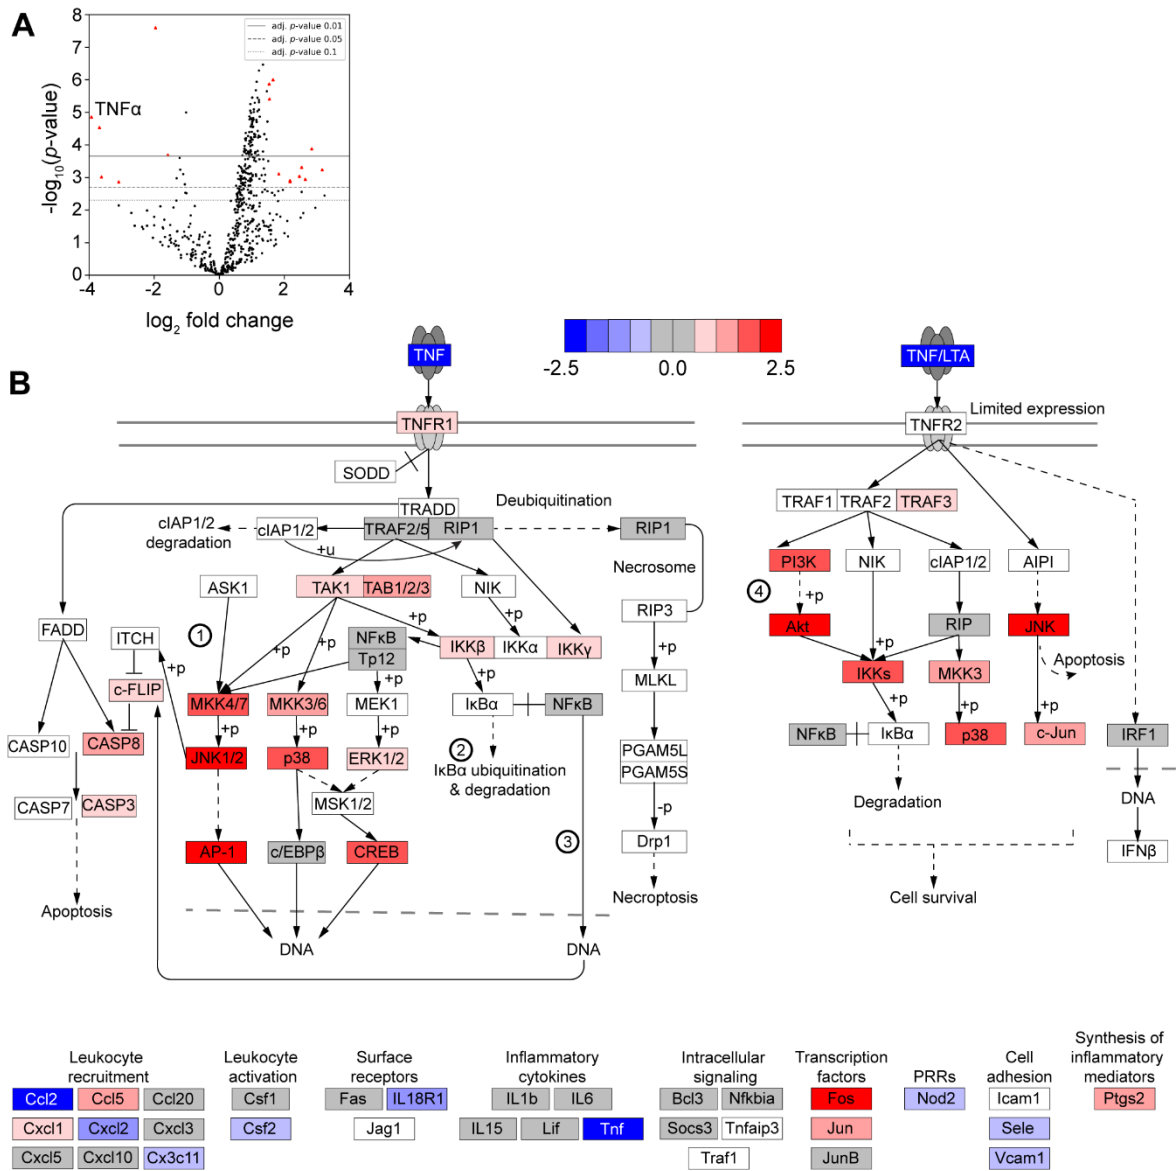 A
8
7
6
5
4
3
2
1
0
-log10(p-value)
adj. p-value 0.01
adj. p-value 0.05
adj. p-value 0.1
TNFα
-4
-2
0
2
4
log2 fold change
-2.5
0.0
2.5
B
TNF
TNFR1
SODD
TRADD
TRAF2/5
RIP1
cIAP1/2
cIAP1/2
degradation
+u
Deubiquitination
RIP1
Necrosome
RIP3
+p
MLKL
PGAM5L
PGAM5S
-p
Drp1
Necroptosis
ASK1
TAK1
TAB1/2/3
NIK
+p
+p
+p
+p
1
FADD
ITCH
+p
c-FLIP
CASP10
CASP8
CASP7
CASP3
Apoptosis
NFκB
Tp12
IKKβ
IKKα
IKKγ
MKK4/7
MKK3/6
MEK1
IκBα
NFκB
+p
+p
+p
+p
+p
JNK1/2
p38
ERK1/2
2
IκBα ubiquitination
& degradation
MSK1/2
3
AP-1
c/EBPβ
CREB
DNA
DNA
TNF/LTA
Limited expression
TNFR2
TRAF1
TRAF2
TRAF3
PI3K
NIK
cIAP1/2
AIPI
4
+p
Akt
RIP
JNK
+p
IKKs
MKK3
Apoptosis
+p
+p
+p
NFκB
IκBα
p38
c-Jun
IRF1
Degradation
DNA
IFNβ
Cell survival
Leukocyte
recruitment
Ccl2
Ccl5
Ccl20
Cxcl1
Cxcl2
Cxcl3
Cxcl5
Cxcl10
Cx3c11
Leukocyte
activation
Csf1
Csf2
Surface
receptors
Fas
IL18R1
Jag1
Inflammatory
cytokines
IL1b
IL6
IL15
Lif
Tnf
Intracellular
signaling
Bcl3
Nfkbia
Socs3
Tnfaip3
Traf1
Transcription
factors
Fos
Jun
JunB
PRRs
Nod2
Cell
adhesion
Icam1
Sele
Vcam1
Synthesis of
inflammatory
mediators
Ptgs2